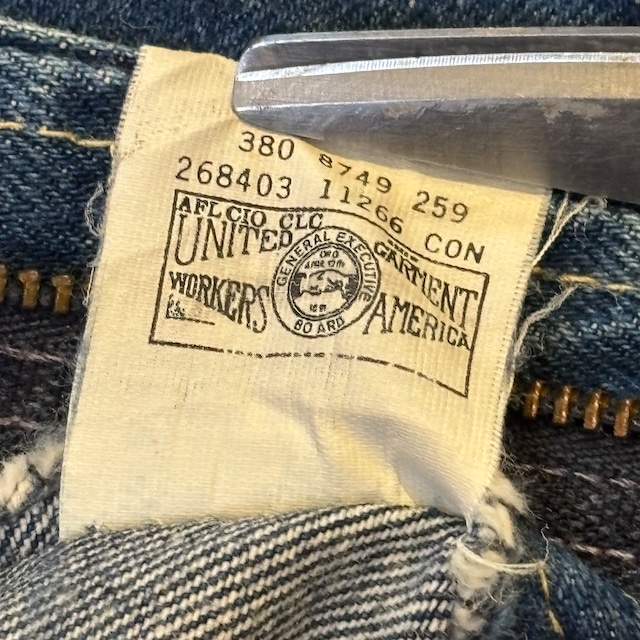 380 8749 259
268403 11266 CON
AFL CIO CLC
UNITED GARMENT
WORKERS AMERICA
GENERAL EXECUTIVE
BOARD